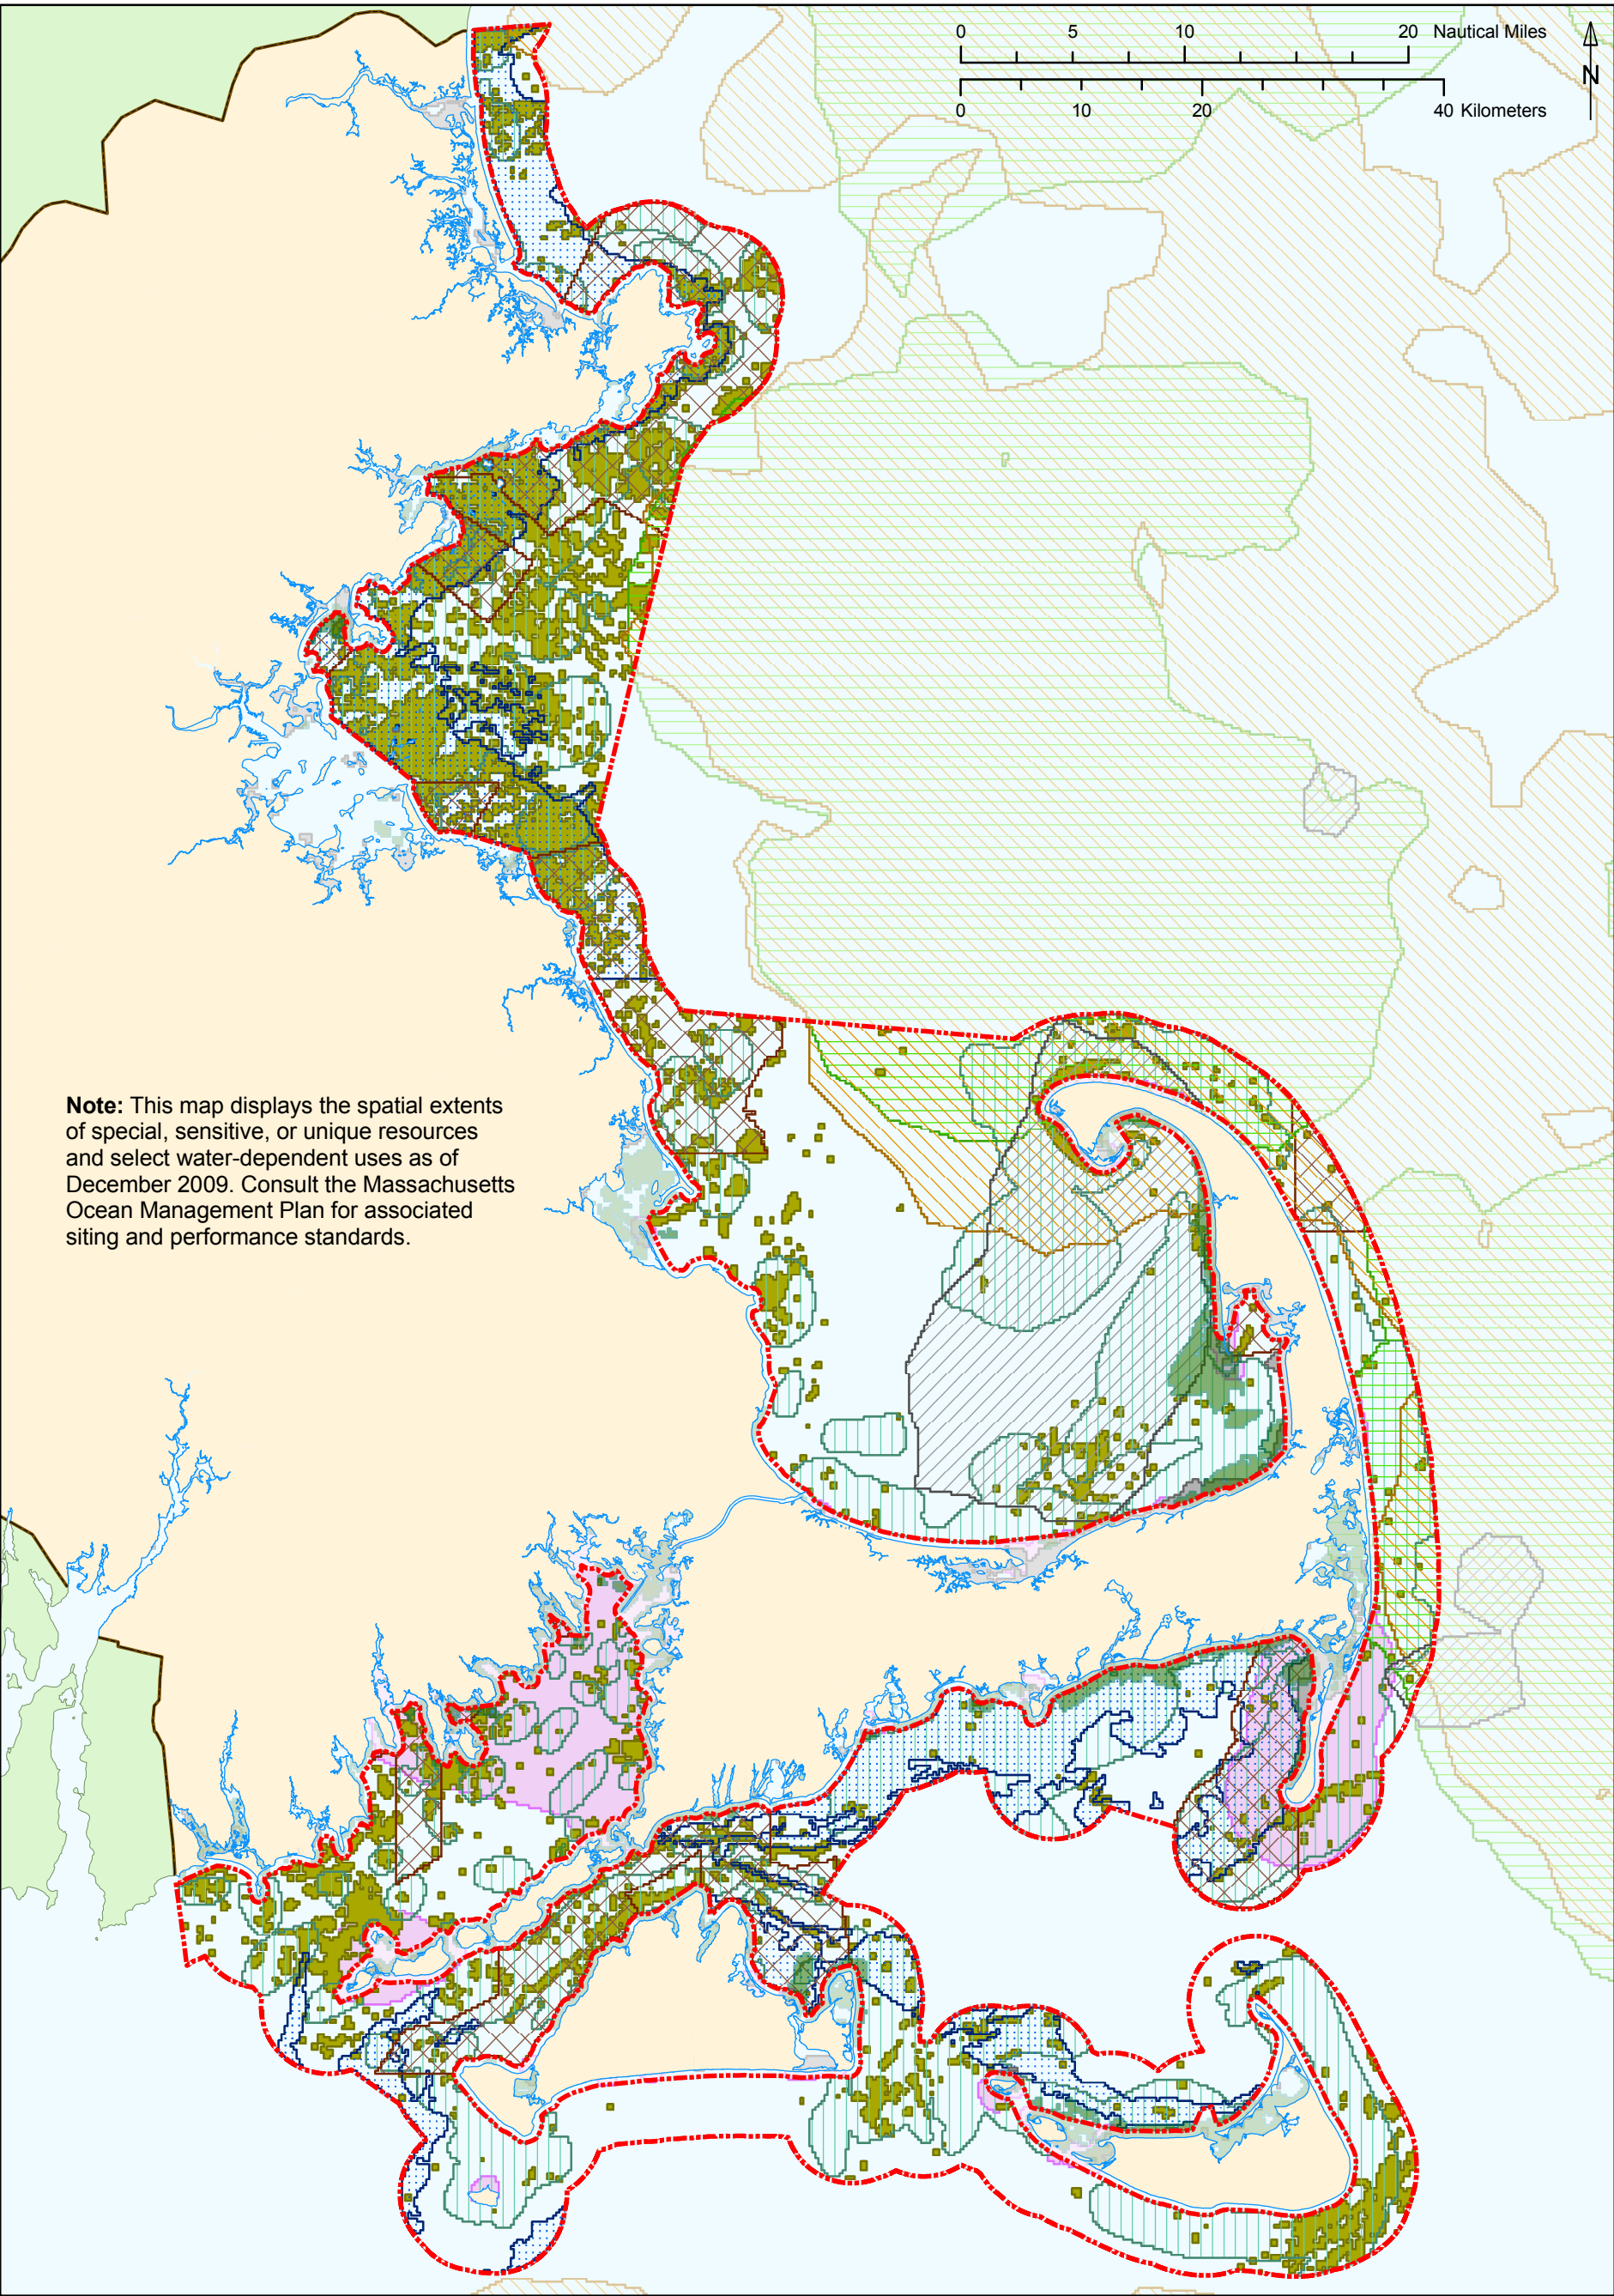 0 5 10 20 Nautical Miles
0 10 20 40 Kilometers
N
Note: This map displays the spatial extents
of special, sensitive, or unique resources
and select water-dependent uses as of
December 2009. Consult the Massachusetts
Ocean Management Plan for associated
siting and performance standards.